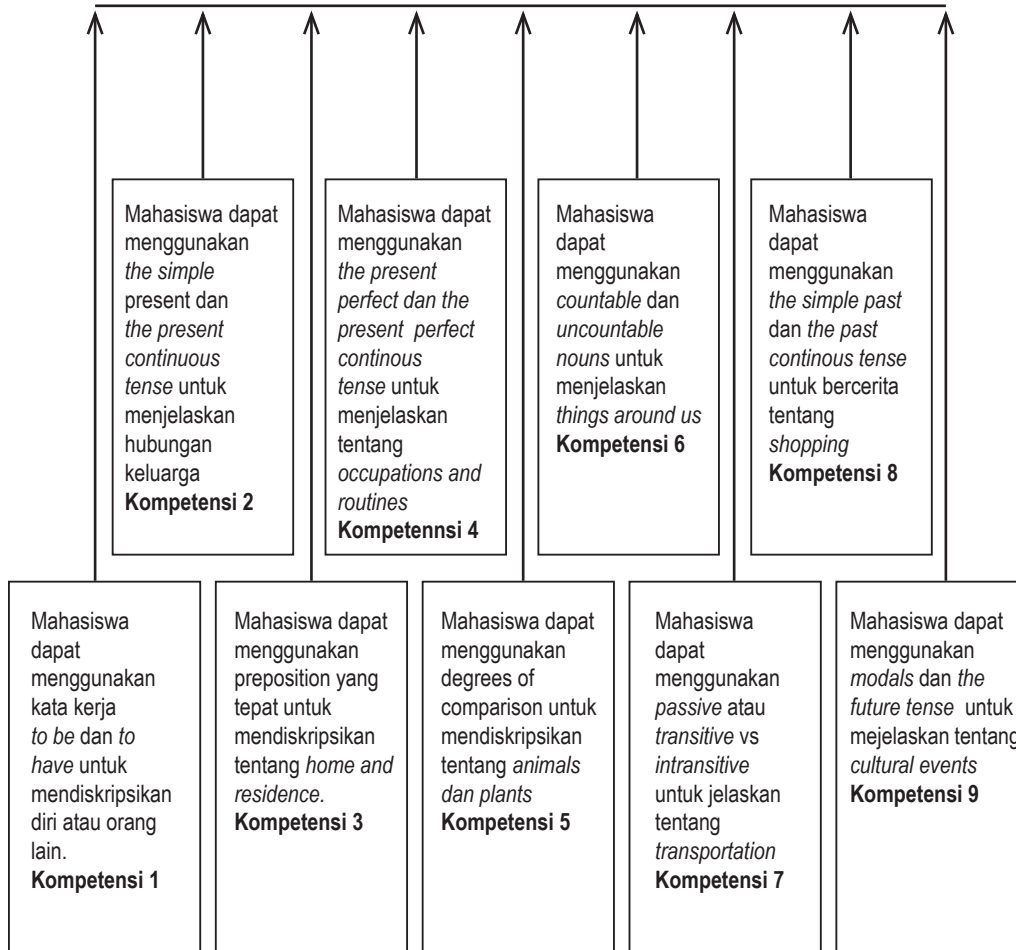 Mahasiswa dapat
menggunakan
the simple
present dan
the present
continuous
tense untuk
menjelaskan
hubungan
keluarga
Kompetensi 2
Mahasiswa dapat
menggunakan
the present
perfect dan the
present perfect
continous
tense untuk
menjelaskan
tentang
occupations and
routines
Kompetennsi 4
Mahasiswa
dapat
menggunakan
countable dan
uncountable
nouns untuk
menjelaskan
things around us
Kompetensi 6
Mahasiswa
dapat
menggunakan
the simple past
dan the past
continous tense
untuk bercerita
tentang
shopping
Kompetensi 8
Mahasiswa
dapat
menggunakan
kata kerja
to be dan to
have untuk
mendiskripsikan
diri atau orang
lain.
Kompetensi 1
Mahasiswa dapat
menggunakan
preposition yang
tepat untuk
mendiskripsikan
tentang home and
residence.
Kompetensi 3
Mahasiswa dapat
menggunakan
degrees of
comparison untuk
mendiskripsikan
tentang animals
dan plants
Kompetensi 5
Mahasiswa
dapat
menggunakan
passive atau
transitive vs
intransitive
untuk jelaskan
tentang
transportation
Kompetensi 7
Mahasiswa dapat
menggunakan
modals dan the
future tense untuk
mejelaskan tentang
cultural events
Kompetensi 9